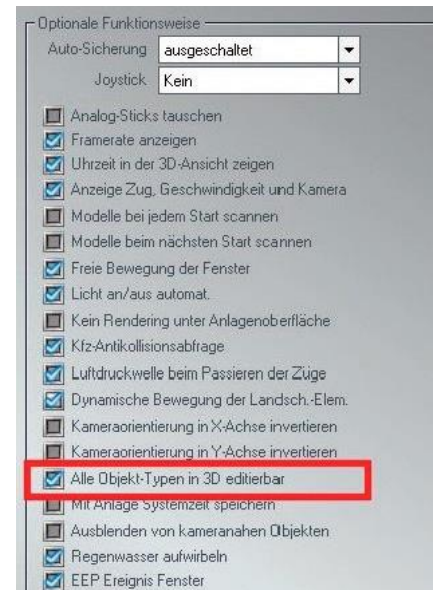 Optionale Funktionsweise
Auto-Sicherung ausgeschaltet
Joystick Kein
Analog-Sticks tauschen
Framerate anzeigen
Uhrzeit in der 3D-Ansicht zeigen
Anzeige Zug, Geschwindigkeit und Kamera
Modelle bei jedem Start scannen
Modelle beim nächsten Start scannen
Freie Bewegung der Fenster
Licht an/aus automat.
Kein Rendering unter Anlagenoberfläche
Kfz-Antikollisionsabfrage
Luftdruckwelle beim Passieren der Züge
Dynamische Bewegung der Landsch.-Elem.
Kameraorientierung in X-Achse invertieren
Kameraorientierung in Y-Achse invertieren
Alle Objekt-Typen in 3D editierbar
Mit Anlage Systemzeit speichern
Ausblenden von kameranahen Objekten
Regenwasser aufwirbeln
EEP Ereignis Fenster